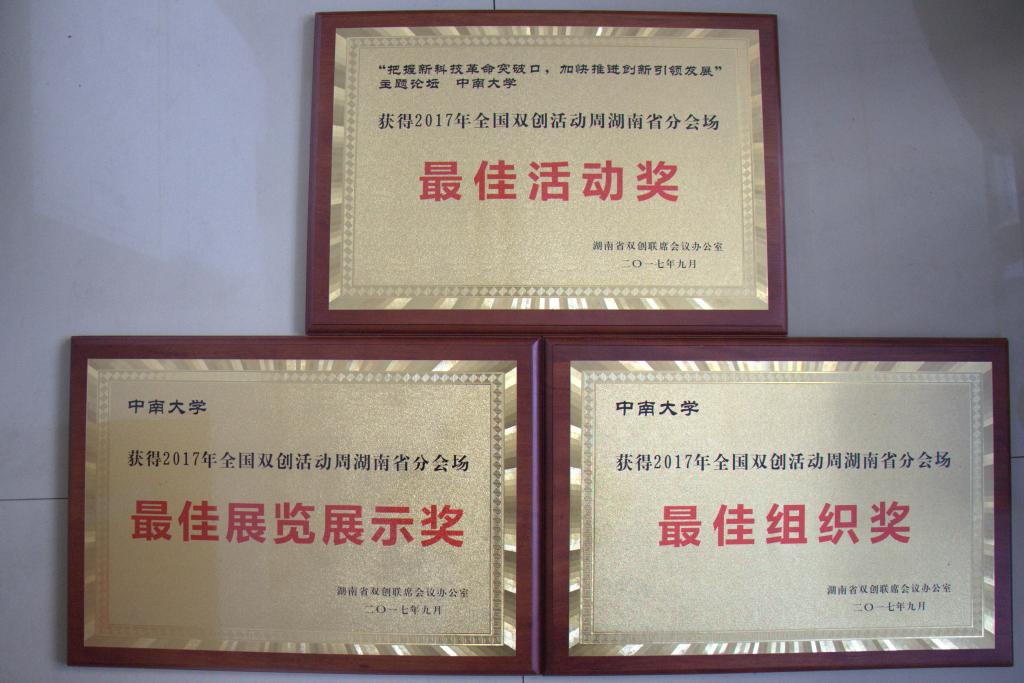 “把握新科技革命突破口，加快推进创新引领发展”
主题论坛 中南大学
获得2017年全国双创活动周湖南省分会场
最佳活动奖
湖南省双创联席会议办公室
二〇一七年九月
中南大学
获得2017年全国双创活动周湖南省分会场
最佳展览展示奖
湖南省双创联席会议办公室
二〇一七年九月
中南大学
获得2017年全国双创活动周湖南省分会场
最佳组织奖
湖南省双创联席会议办公室
二〇一七年九月